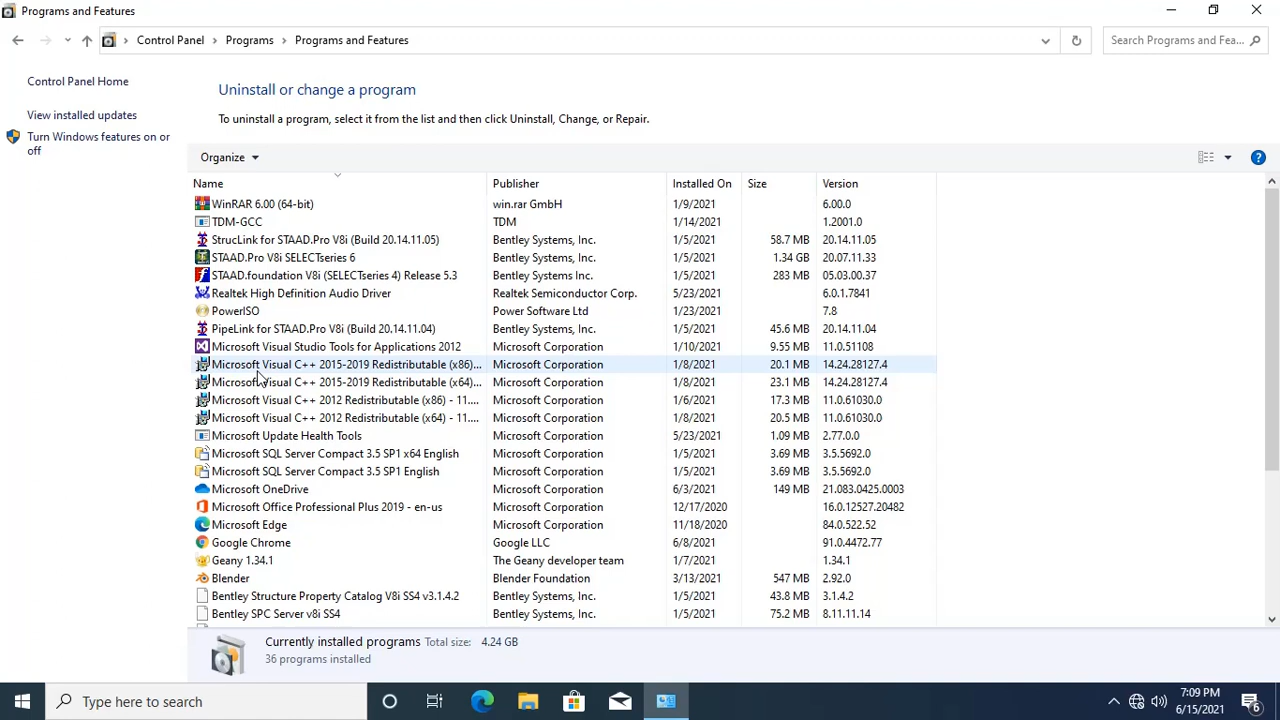 Programs and Features
Control Panel > Programs > Programs and Features
Search Programs and Fea...
Control Panel Home
View installed updates
Turn Windows features on or
off
Uninstall or change a program
To uninstall a program, select it from the list and then click Uninstall, Change, or Repair.
Organize
Name Publisher Installed On Size Version
WinRAR 6.00 (64-bit) win.rar GmbH 1/9/2021 6.00.0
TDM-GCC TDM 1/14/2021 1.2001.0
StrucLink for STAAD.Pro V8i (Build 20.14.11.05) Bentley Systems, Inc. 1/5/2021 58.7 MB 20.14.11.05
STAAD.Pro V8i SELECTseries 6 Bentley Systems, Inc. 1/5/2021 1.34 GB 20.07.11.33
STAAD.foundation V8i (SELECTseries 4) Release 5.3 Bentley Systems Inc. 1/5/2021 283 MB 05.03.00.37
Realtek High Definition Audio Driver Realtek Semiconductor Corp. 5/23/2021 6.0.1.7841
PowerISO Power Software Ltd 1/23/2021 7.8
PipeLink for STAAD.Pro V8i (Build 20.14.11.04) Bentley Systems, Inc. 1/5/2021 45.6 MB 20.14.11.04
Microsoft Visual Studio Tools for Applications 2012 Microsoft Corporation 1/10/2021 9.55 MB 11.0.51108
Microsoft Visual C++ 2015-2019 Redistributable (x86)... Microsoft Corporation 1/8/2021 20.1 MB 14.24.28127.4
Microsoft Visual C++ 2015-2019 Redistributable (x64)... Microsoft Corporation 1/8/2021 23.1 MB 14.24.28127.4
Microsoft Visual C++ 2012 Redistributable (x86) - 11.... Microsoft Corporation 1/6/2021 17.3 MB 11.0.61030.0
Microsoft Visual C++ 2012 Redistributable (x64) - 11.... Microsoft Corporation 1/8/2021 20.5 MB 11.0.61030.0
Microsoft Update Health Tools Microsoft Corporation 5/23/2021 1.09 MB 2.77.0.0
Microsoft SQL Server Compact 3.5 SP1 x64 English Microsoft Corporation 1/5/2021 3.69 MB 3.5.5692.0
Microsoft SQL Server Compact 3.5 SP1 English Microsoft Corporation 1/5/2021 3.69 MB 3.5.5692.0
Microsoft OneDrive Microsoft Corporation 6/3/2021 149 MB 21.083.0425.0003
Microsoft Office Professional Plus 2019 - en-us Microsoft Corporation 12/17/2020 16.0.12527.20482
Microsoft Edge Microsoft Corporation 11/18/2020 84.0.522.52
Google Chrome Google LLC 6/8/2021 91.0.4472.77
Geany 1.34.1 The Geany developer team 1/7/2021 1.34.1
Blender Blender Foundation 3/13/2021 547 MB 2.92.0
Bentley Structure Property Catalog V8i SS4 v3.1.4.2 Bentley Systems, Inc. 1/5/2021 43.8 MB 3.1.4.2
Bentley SPC Server v8i SS4 Bentley Systems, Inc. 1/5/2021 75.2 MB 8.11.11.14
Currently installed programs Total size: 4.24 GB
36 programs installed
Type here to search
7:09 PM
6/15/2021
6